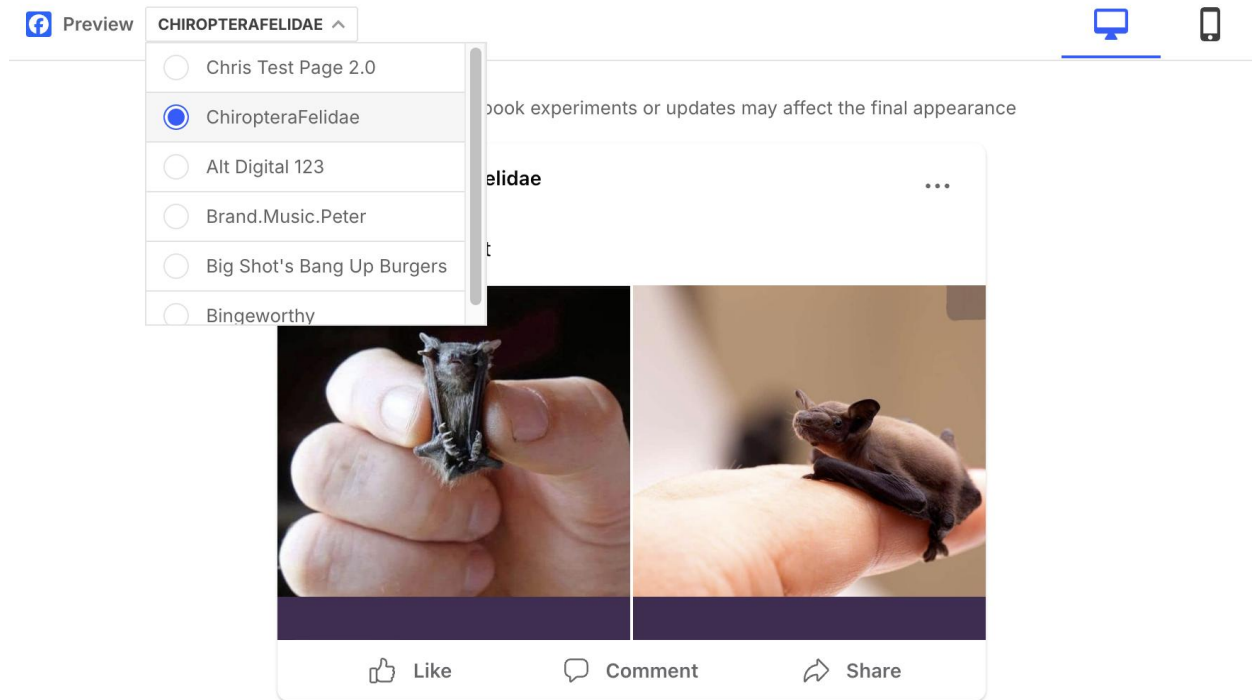 Preview CHIROPTERAFELIDAE
Chris Test Page 2.0
ChiropteraFelidae
book experiments or updates may affect the final appearance
Alt Digital 123
elidae
Brand.Music.Peter
t
Big Shot's Bang Up Burgers
Bingeworthy
Like Comment Share